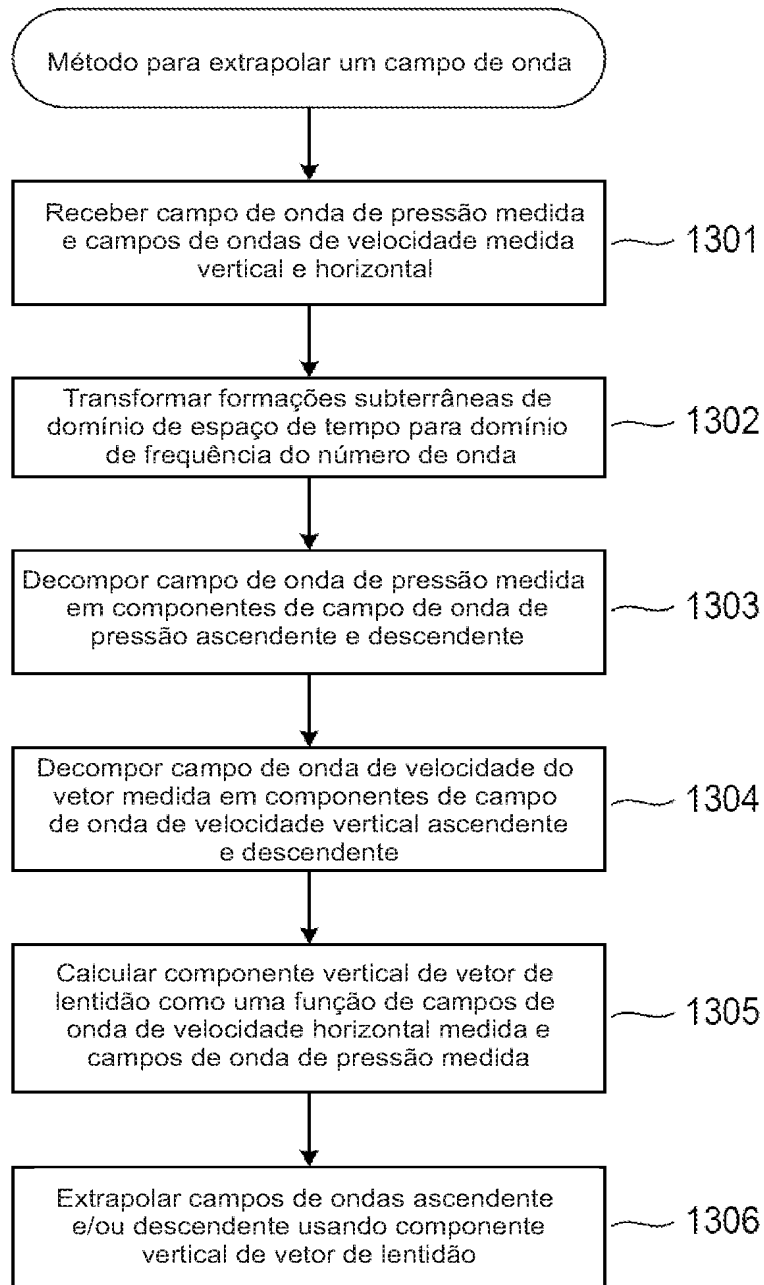 Método para extrapolar um campo de onda
Receber campo de onda de pressão medida
e campos de ondas de velocidade medida
vertical e horizontal
1301
Transformar formações subterrâneas de
domínio de espaço de tempo para domínio
de frequência do número de onda
1302
Decompor campo de onda de pressão medida
em componentes de campo de onda de
pressão ascendente e descendente
1303
Decompor campo de onda de velocidade do
vetor medida em componentes de campo
de onda de velocidade vertical ascendente
e descendente
1304
Calcular componente vertical de vetor de
lentidão como uma função de campos de
onda de velocidade horizontal medida e
campos de onda de pressão medida
1305
Extrapolar campos de ondas ascendente
e/ou descendente usando componente
vertical de vetor de lentidão
1306